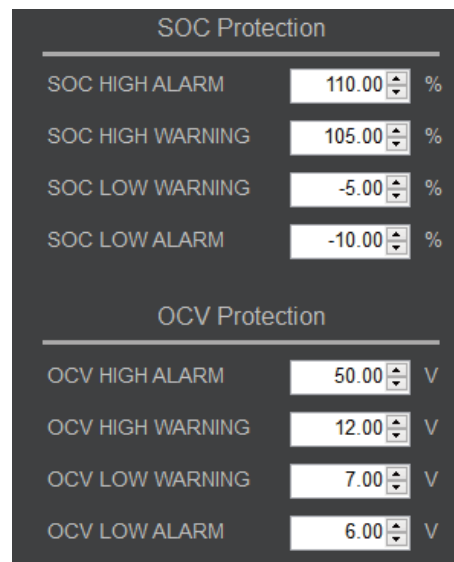 SOC Protection
SOC HIGH ALARM 110.00 %
SOC HIGH WARNING 105.00 %
SOC LOW WARNING -5.00 %
SOC LOW ALARM -10.00 %
OCV Protection
OCV HIGH ALARM 50.00 V
OCV HIGH WARNING 12.00 V
OCV LOW WARNING 7.00 V
OCV LOW ALARM 6.00 V